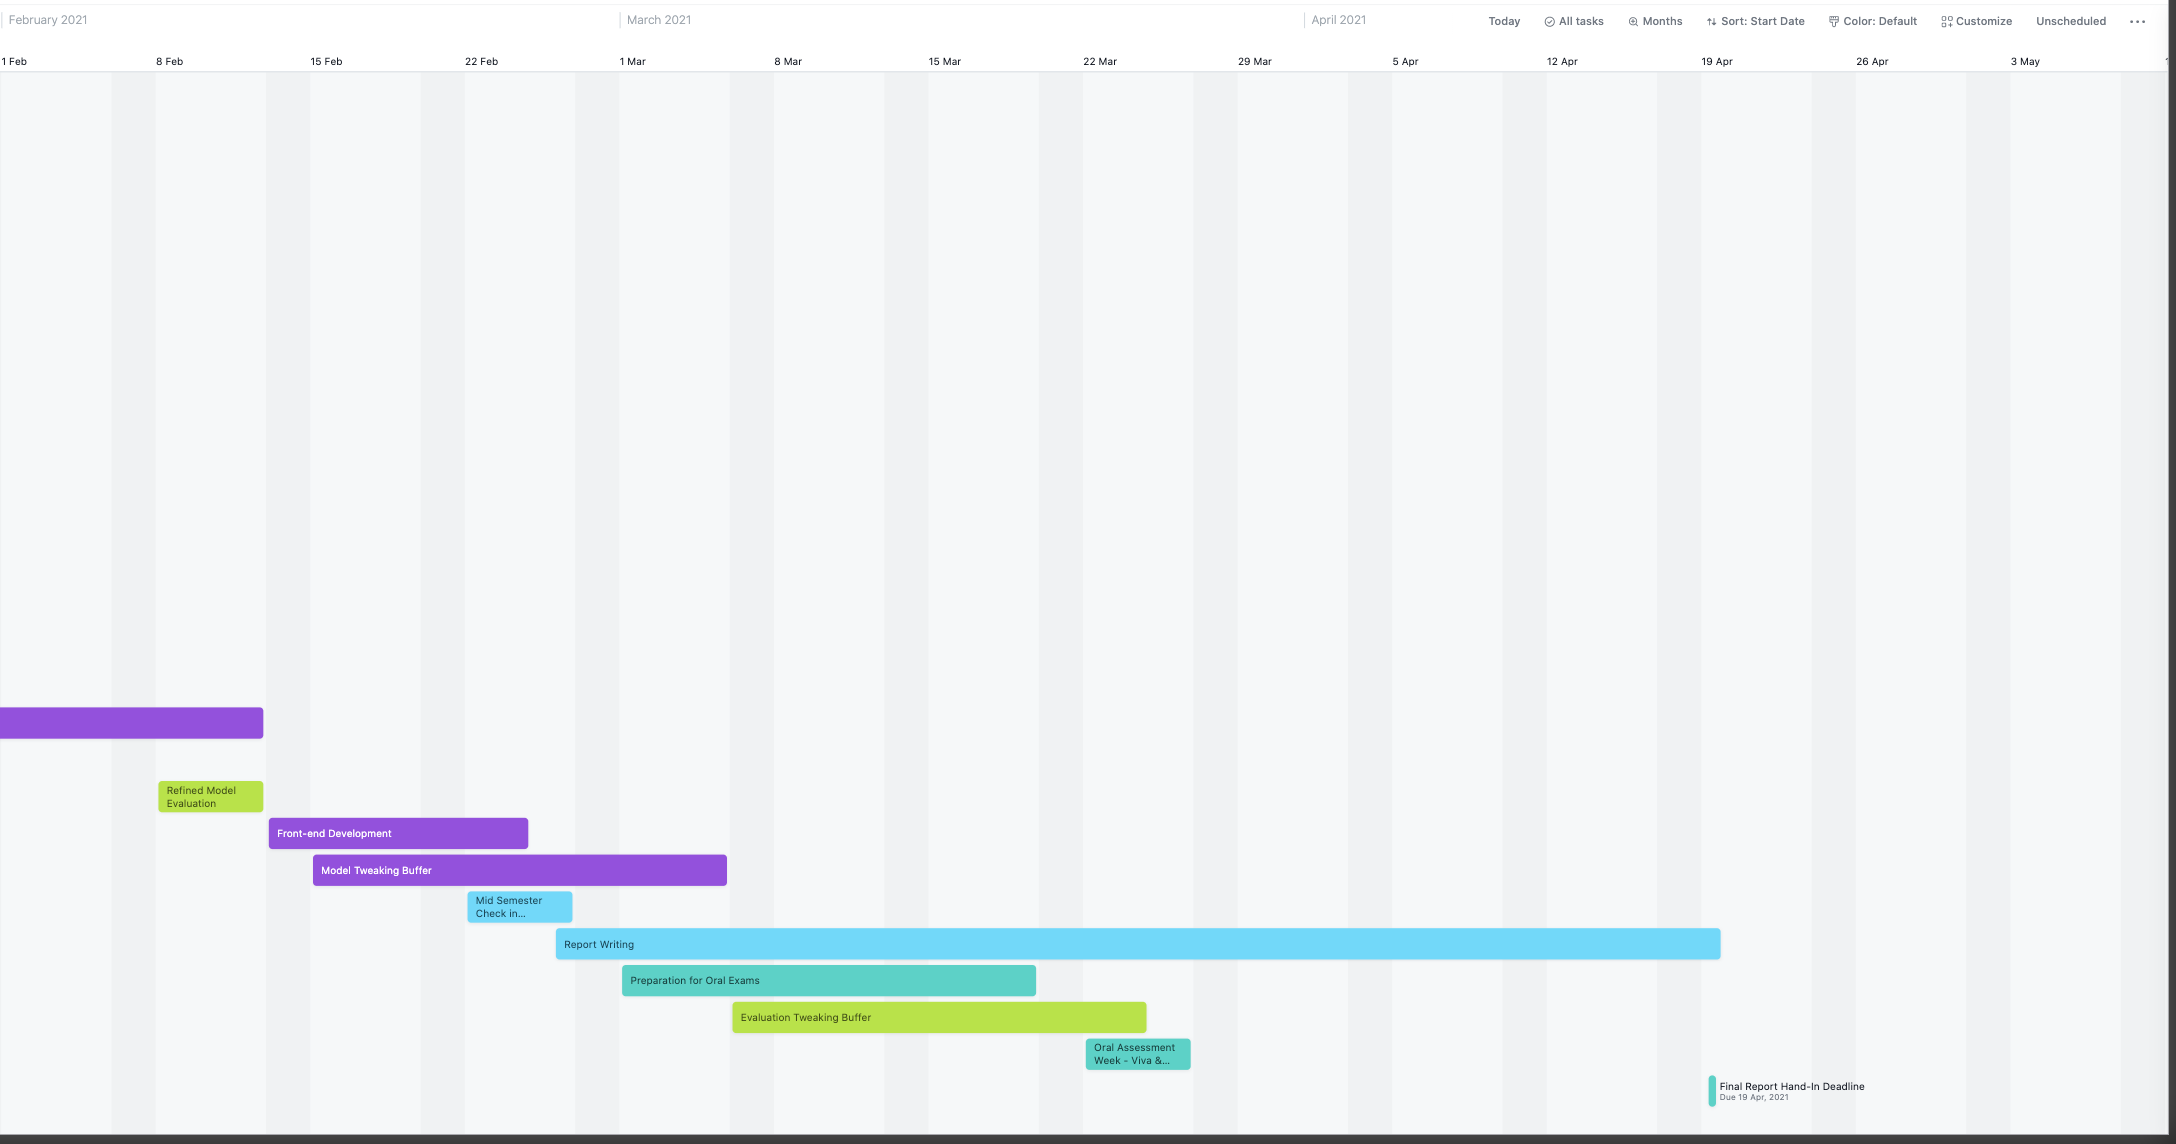 February 2021
March 2021
April 2021
Today
All tasks
Months
Sort: Start Date
Color: Default
Customize
Unscheduled
1 Feb
8 Feb
15 Feb
22 Feb
1 Mar
8 Mar
15 Mar
22 Mar
29 Mar
5 Apr
12 Apr
19 Apr
26 Apr
3 May
Refined Model
Evaluation
Front-end Development
Model Tweaking Buffer
Mid Semester
Check in...
Report Writing
Preparation for Oral Exams
Evaluation Tweaking Buffer
Oral Assessment
Week - Viva &...
Final Report Hand-In Deadline
Due 19 Apr, 2021